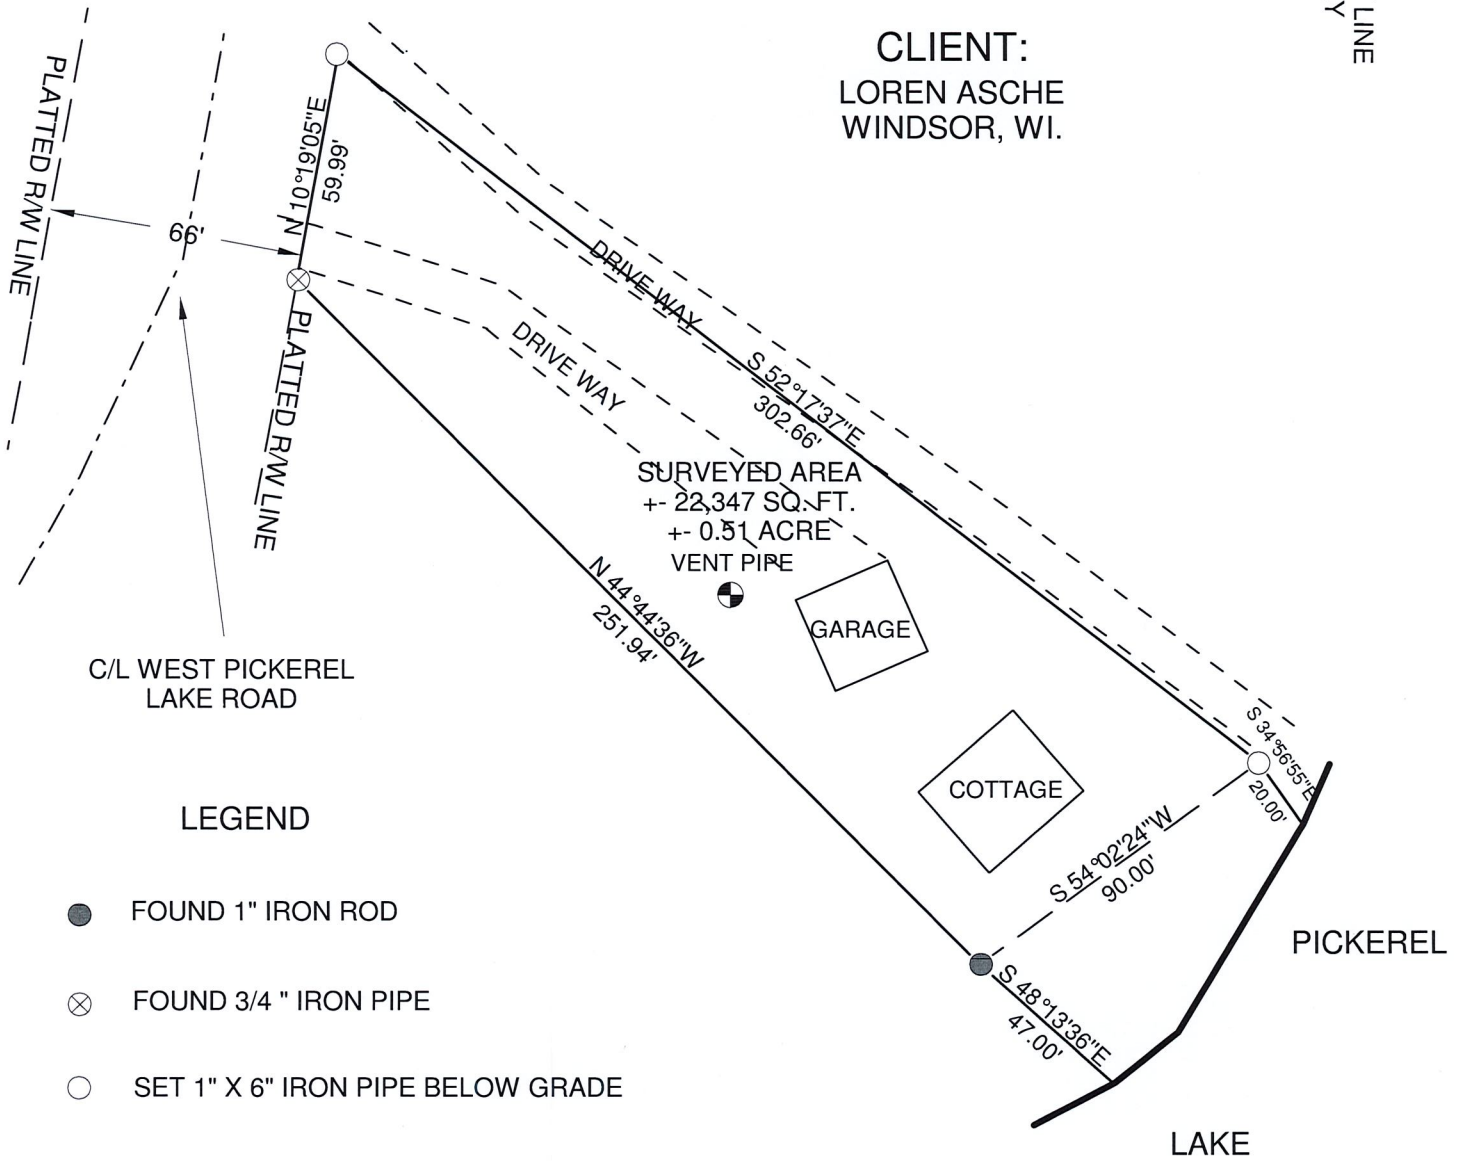 LINE
Y
CLIENT:
LOREN ASCHE
WINDSOR, WI.
PLATTED R/W LINE
66'
N 10°19'05"E
59.99'
PLATTED R/W LINE
DRIVE WAY
DRIVE WAY
S 52°17'37"E
302.66'
SURVEYED AREA
+- 22,347 SQ. FT.
+- 0.51 ACRE
VENT PIPE
N 44°44'36"W
251.94'
GARAGE
COTTAGE
C/L WEST PICKEREL
LAKE ROAD
S 34°56'55"E
20.00'
S 54°02'24"W
90.00'
S 48°13'36"E
47.00'
PICKEREL
LAKE
LEGEND
FOUND 1" IRON ROD
FOUND 3/4 " IRON PIPE
SET 1" X 6" IRON PIPE BELOW GRADE